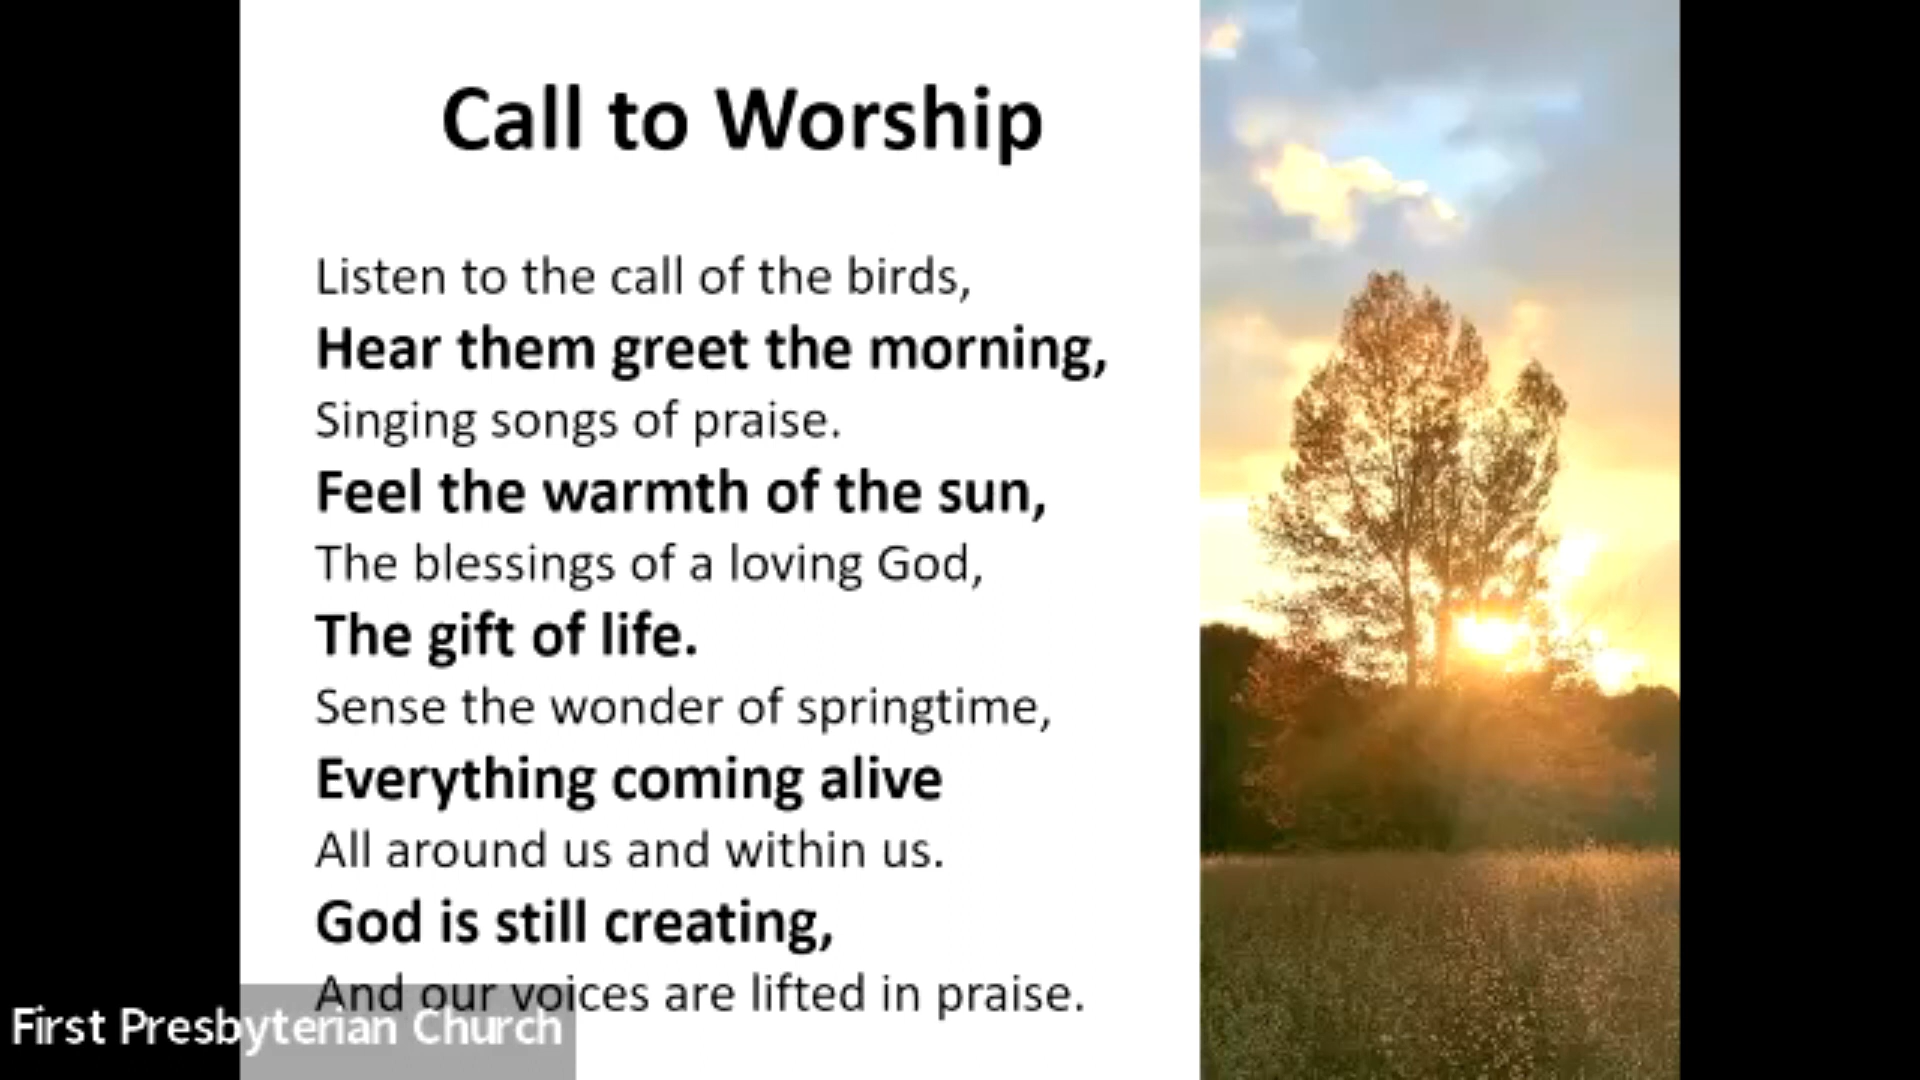 Call to Worship
Listen to the call of the birds,
Hear them greet the morning,
Singing songs of praise.
Feel the warmth of the sun,
The blessings of a loving God,
The gift of life.
Sense the wonder of springtime,
Everything coming alive
All around us and within us.
God is still creating,
And our voices are lifted in praise.
First Presbyterian Church